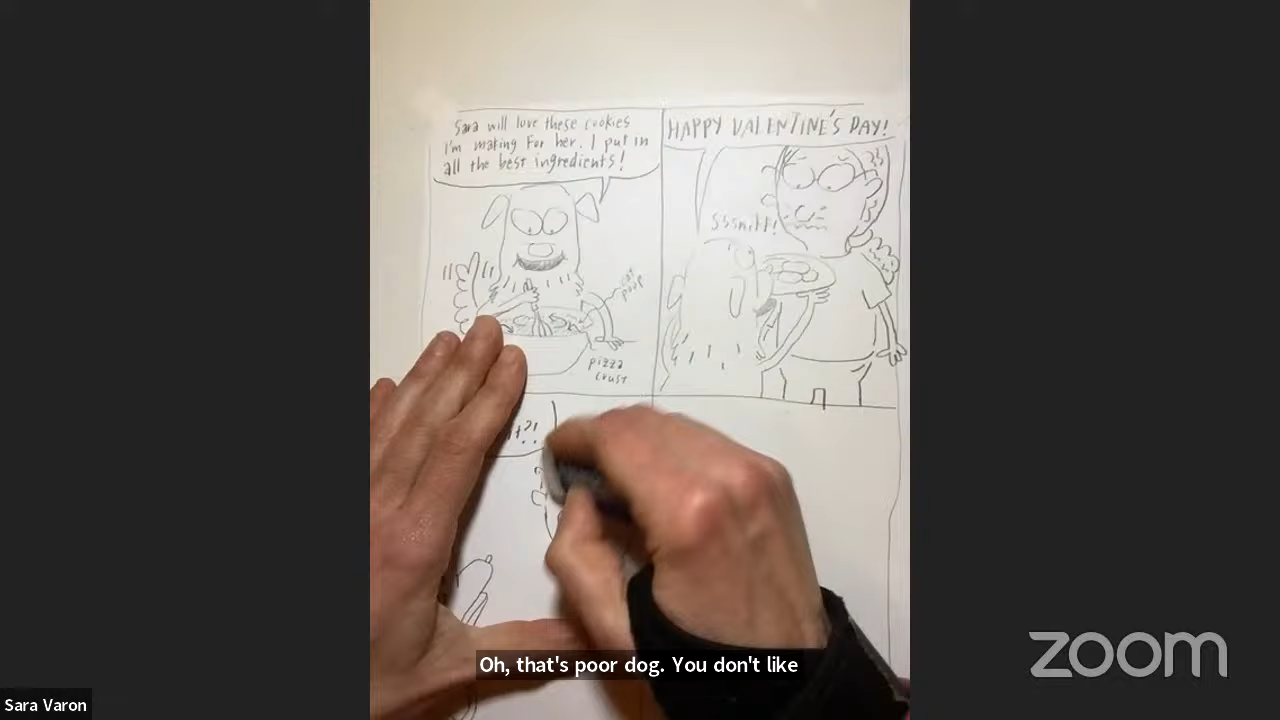 Sara will love these cookies
I'm making for her. I put in
all the best ingredients!
HAPPY VALENTINE'S DAY!
Sssniff!
cat
poop
pizza
crust
it?!
Oh, that's poor dog. You don't like
Sara Varon
zoom